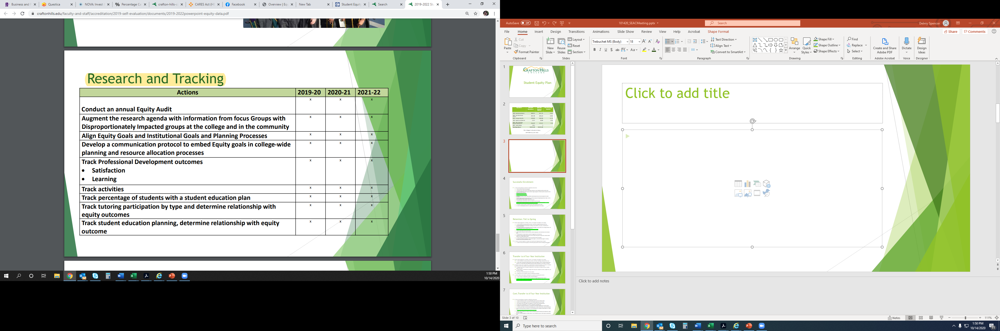 Business and F
Questica
NOVA: Invest
Percentage Ca
crafton-hills-c
CARES Act (HE
Facebook
Overview | Eq
New Tab
Student Equity
Search
2019-2022 Stu
craftonhills.edu/faculty-and-staff/accreditation/2019-self-evaluation/documents/2019-2022powerpoint-equity-data.pdf
Research and Tracking
Actions 2019-20 2020-21 2021-22
Conduct an annual Equity Audit x x x
Augment the research agenda with information from focus Groups with x x x
Disproportionately Impacted groups at the college and in the community
Align Equity Goals and Institutional Goals and Planning Processes x x x
Develop a communication protocol to embed Equity goals in college-wide x x x
planning and resource allocation processes
Track Professional Development outcomes x x x
• Satisfaction
• Learning
Track activities x x x
Track percentage of students with a student education plan x x x
Track tutoring participation by type and determine relationship with x x x
equity outcomes
Track student education planning, determine relationship with equity x x x
outcome
1:50 PM
10/14/2020
AutoSave Off
101420_SEACMeeting.pptx
Search
Delmy Spencer
File Home Insert Design Transitions Animations Slide Show Review View Help Acrobat Shape Format
Share Comments
Paste
Cut
Copy
Format Painter
Clipboard
New Slide
Reuse Slides
Layout
Reset
Section
Slides
Trebuchet MS (Body) 18
B I U S ab AV Aa A
Font
Text Direction
Align Text
Convert to SmartArt
Paragraph
Arrange
Quick Styles
Shape Fill
Shape Outline
Shape Effects
Drawing
Find
Replace
Select
Editing
Create and Share Adobe PDF
Adobe Acrobat
Dictate
Voice
Design Ideas
Designer
1
CRAFTON HILLS
COLLEGE
Student Equity Plan
2
3
4
Successful Enrollment
5
Retention: Fall to Spring
6
Transfer to A Four-Year Institution
7
Cont.Transfer to A Four-Year Institution
Click to add title
Click to add notes
Slide 3 of 10
Notes
111%
Type here to search
1:50 PM
10/14/2020
35